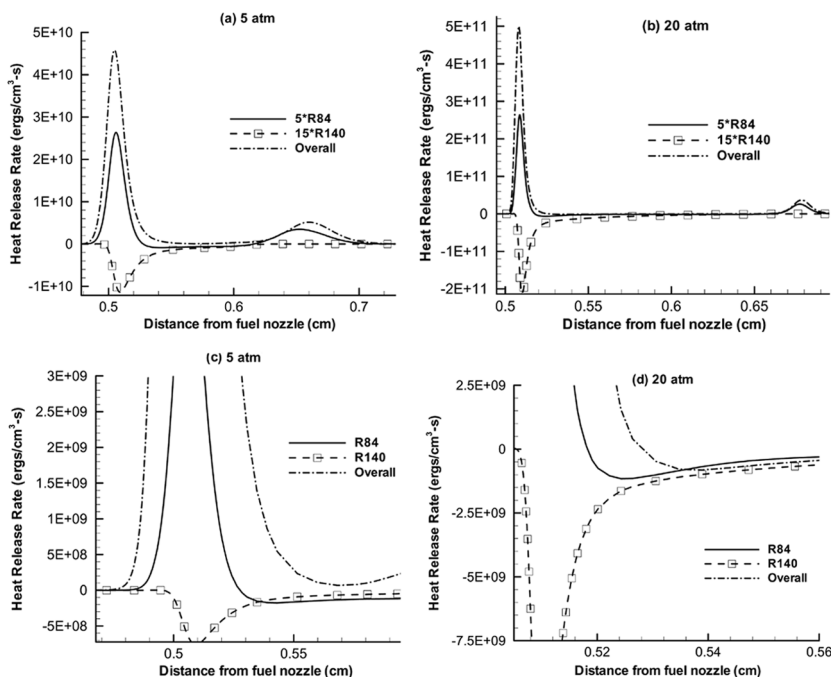 (a) 5 atm
5E+10
4E+10
3E+10
2E+10
1E+10
0
-1E+10
Heat Release Rate (ergs/cm³-s)
5*R84
15*R140
Overall
0.5
0.6
0.7
Distance from fuel nozzle (cm)
(b) 20 atm
5E+11
4E+11
3E+11
2E+11
1E+11
0
-1E+11
-2E+11
Heat Release Rate (ergs/cm³-s)
5*R84
15*R140
Overall
0.5
0.55
0.6
0.65
Distance from fuel nozzle (cm)
(c) 5 atm
3E+09
2E+09
2E+09
1E+09
5E+08
0
-5E+08
Heat Release Rate (ergs/cm³-s)
R84
R140
Overall
0.5
0.55
Distance from fuel nozzle (cm)
(d) 20 atm
2.5E+09
0
-2.5E+09
-5E+09
-7.5E+09
Heat Release Rate (ergs/cm³-s)
R84
R140
Overall
0.52
0.54
0.56
Distance from fuel nozzle (cm)